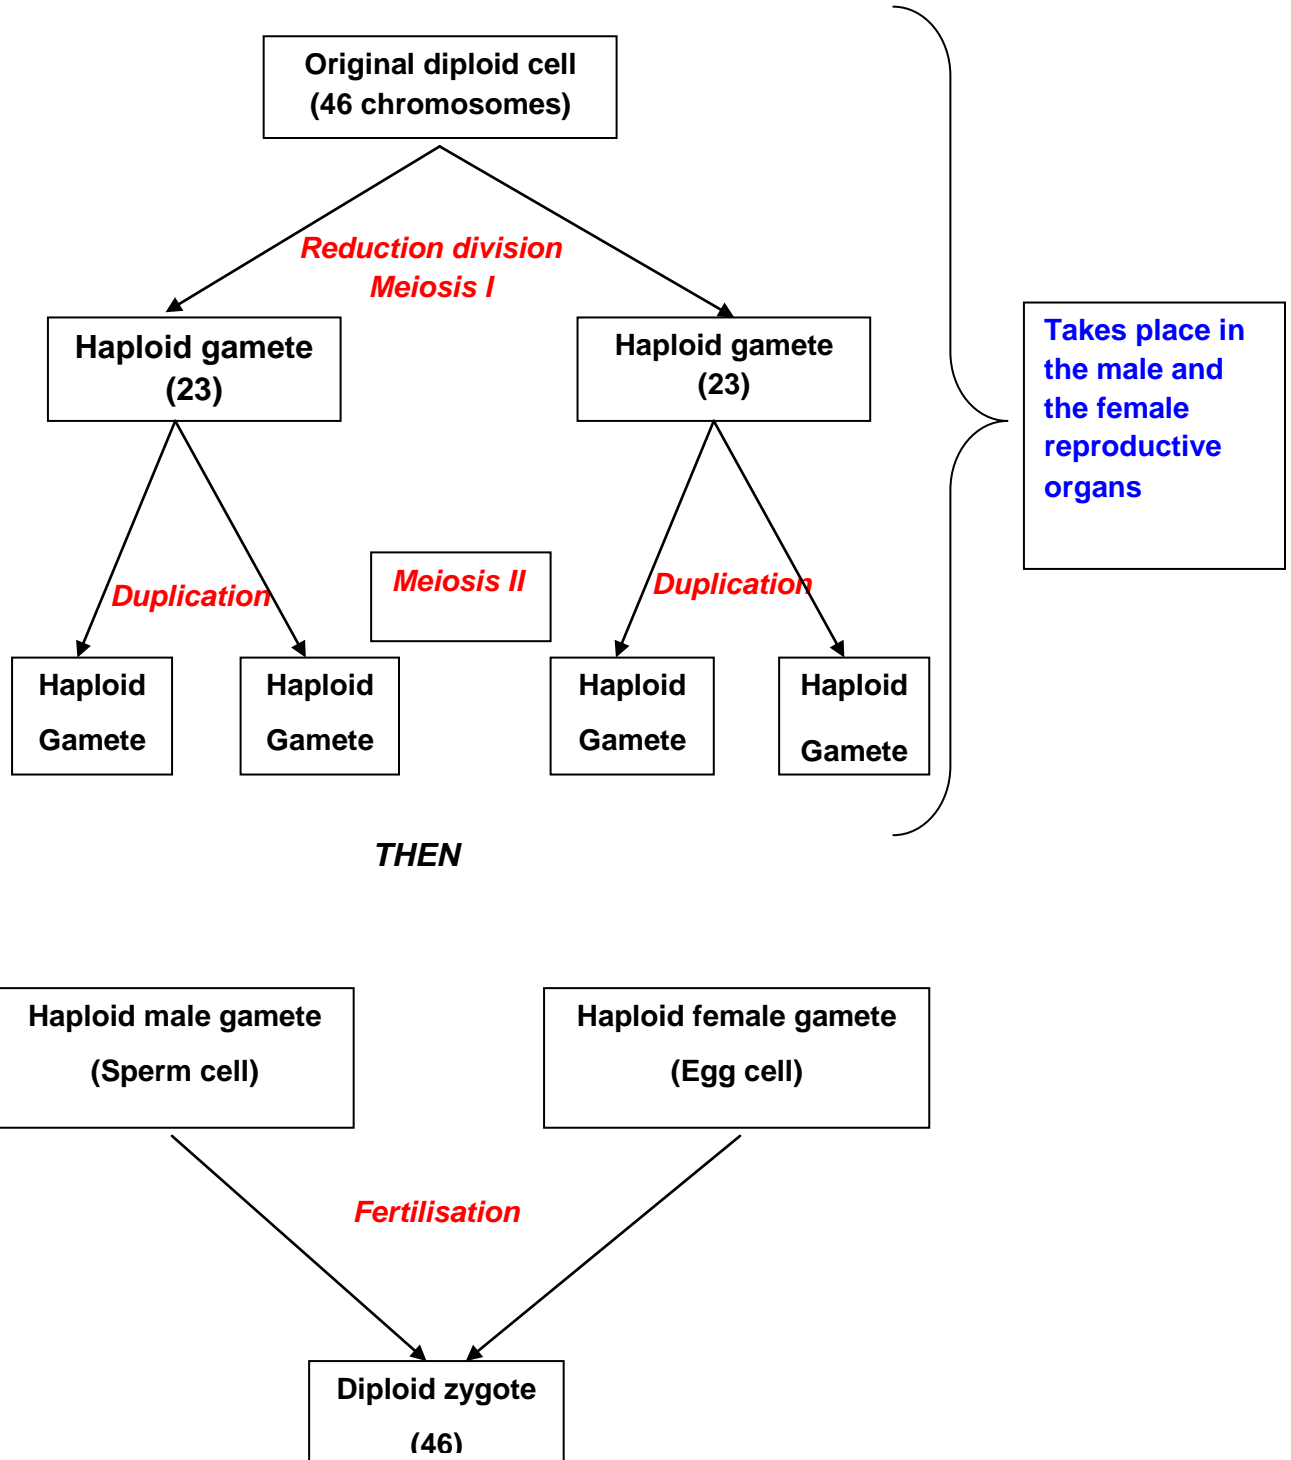 Original diploid cell
(46 chromosomes)
Reduction division
Meiosis I
Haploid gamete
(23)
Haploid gamete
(23)
Takes place in
the male and
the female
reproductive
organs
Duplication
Meiosis II
Duplication
Haploid
Gamete
Haploid
Gamete
Haploid
Gamete
Haploid
Gamete
THEN
Haploid male gamete
(Sperm cell)
Haploid female gamete
(Egg cell)
Fertilisation
Diploid zygote
(46)